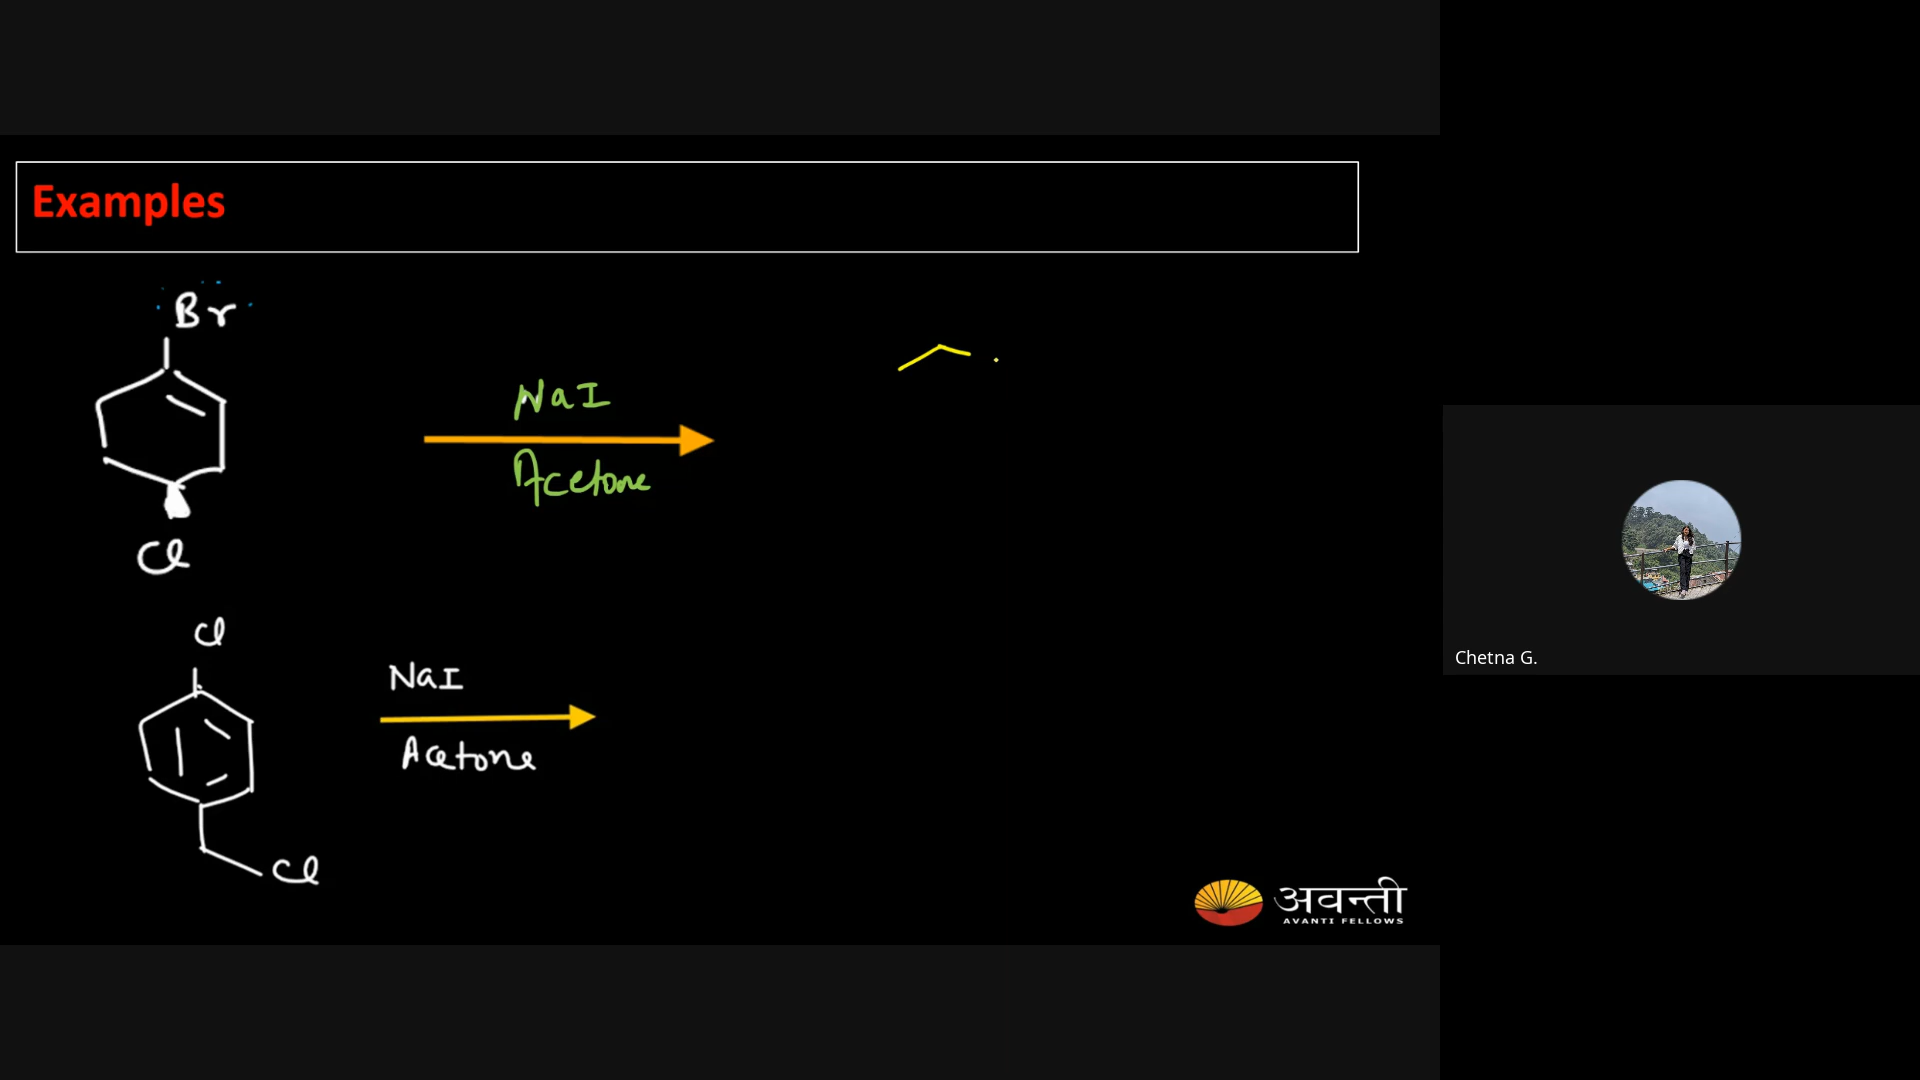 Examples
Br
NaI
Acetone
Cl
Cl
NaI
Acetone
Cl
अवन्ती
AVANTI FELLOWS
Chetna G.